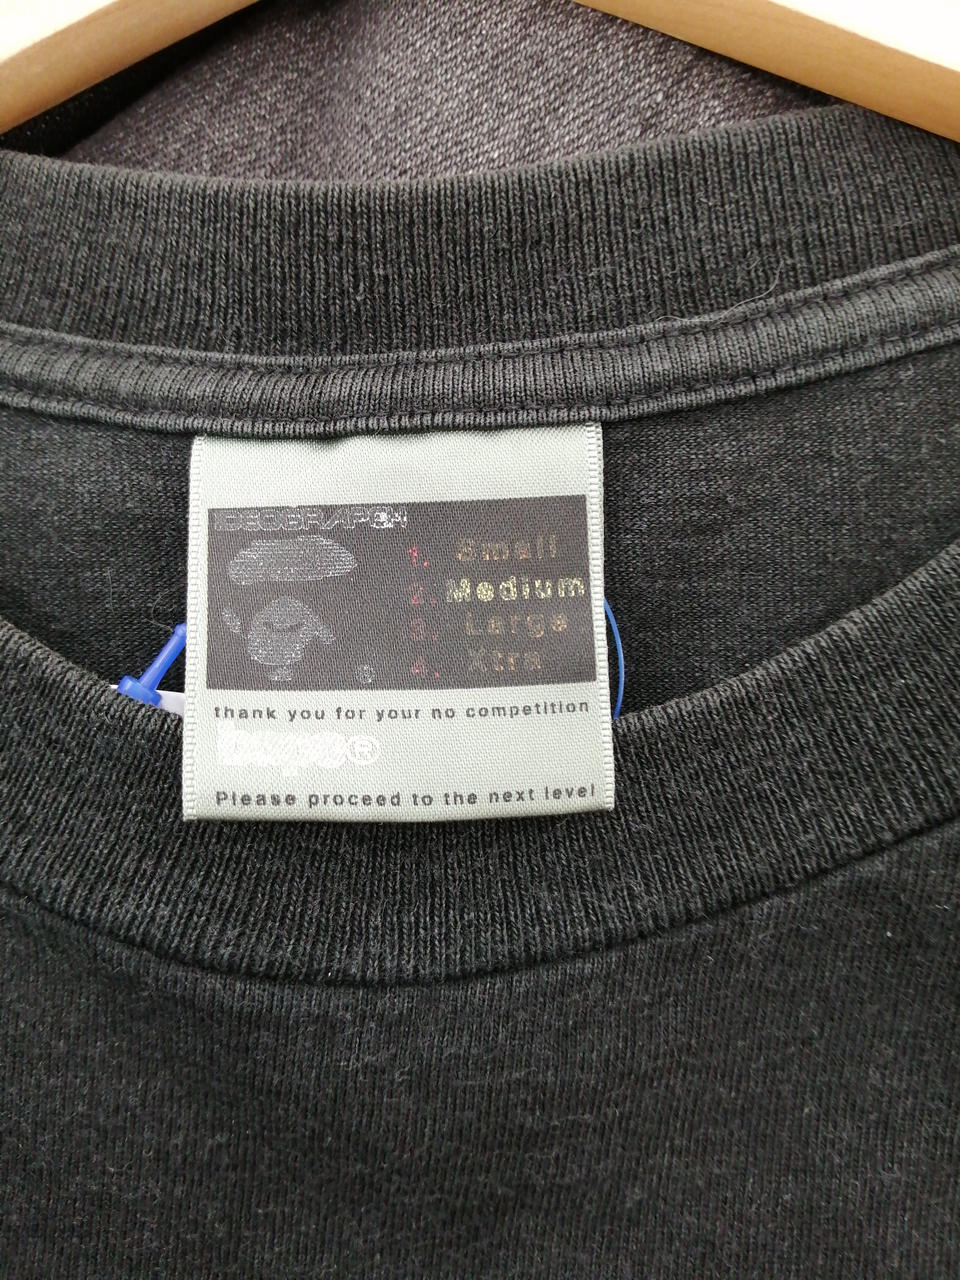 1. Small
2. Medium
3. Large
4. Xtra
thank you for your no competition
®
Please proceed to the next level